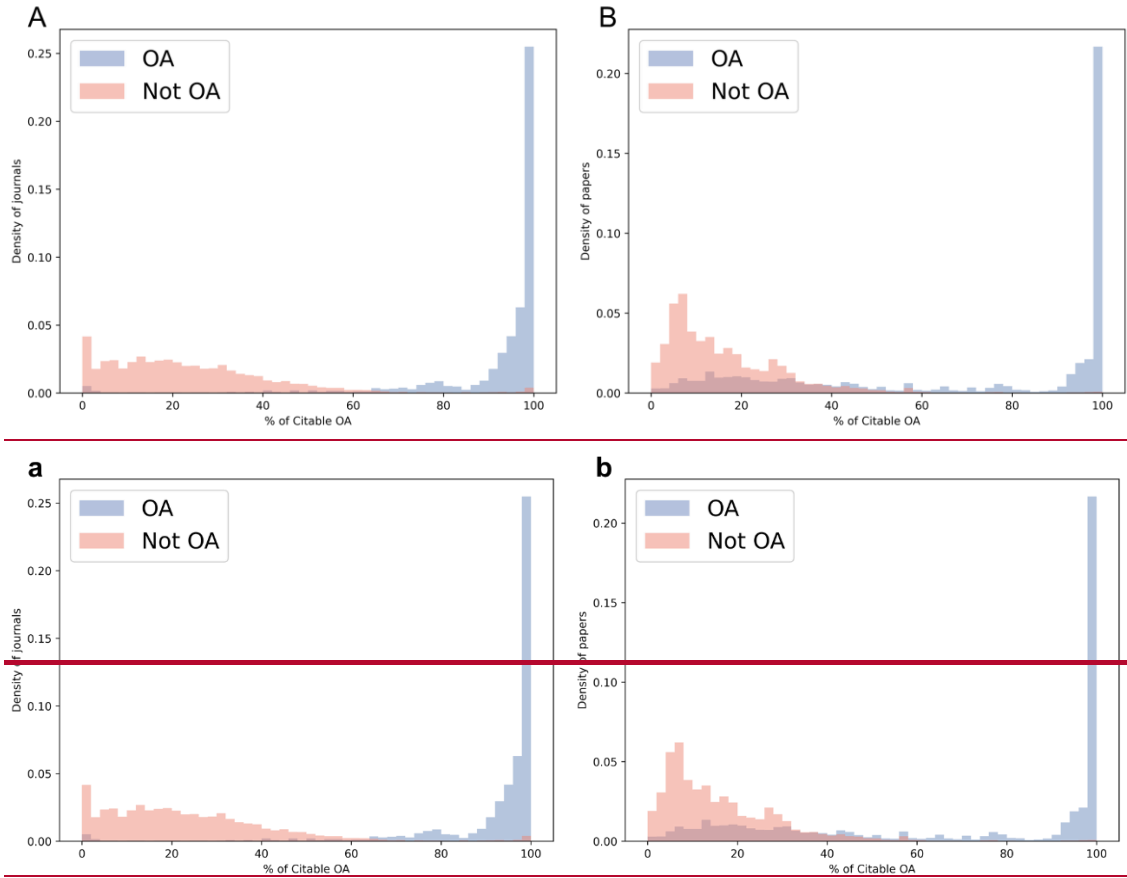 A
OA
Not OA
0.25
0.20
0.15
0.10
0.05
0.00
Density of journals
0 20 40 60 80 100
% of Citable OA
B
OA
Not OA
0.20
0.15
0.10
0.05
0.00
Density of papers
0 20 40 60 80 100
% of Citable OA
a
OA
Not OA
0.25
0.20
0.15
0.10
0.05
0.00
Density of journals
0 20 40 60 80 100
% of Citable OA
b
OA
Not OA
0.20
0.15
0.10
0.05
0.00
Density of papers
0 20 40 60 80 100
% of Citable OA